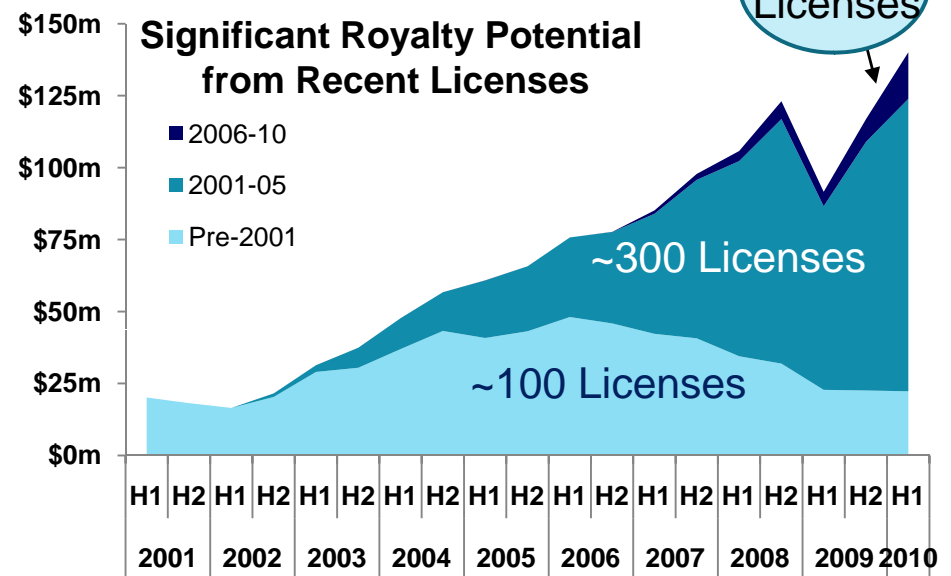 Licenses
Significant Royalty Potential
from Recent Licenses
$150m
$125m
$100m
$75m
$50m
$25m
$0m
2006-10
2001-05
Pre-2001
~300 Licenses
~100 Licenses
H1 H2 H1 H2 H1 H2 H1 H2 H1 H2 H1 H2 H1 H2 H1 H2 H1 H2 H1
2001 2002 2003 2004 2005 2006 2007 2008 2009 2010